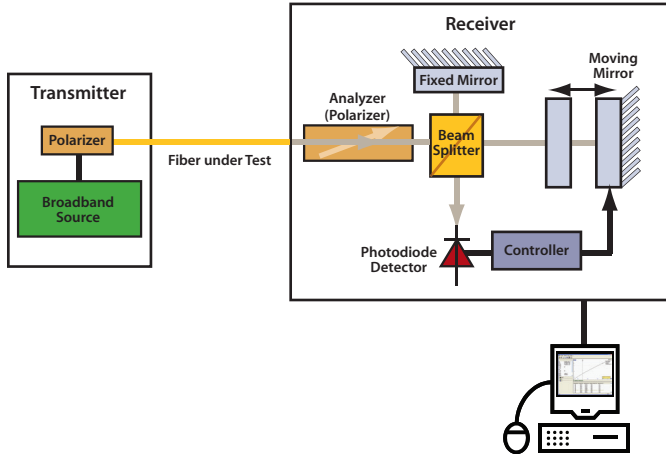 Transmitter
Polarizer
Broadband
Source
Fiber under Test
Receiver
Analyzer
(Polarizer)
Fixed Mirror
Beam
Splitter
Moving
Mirror
Photodiode
Detector
Controller